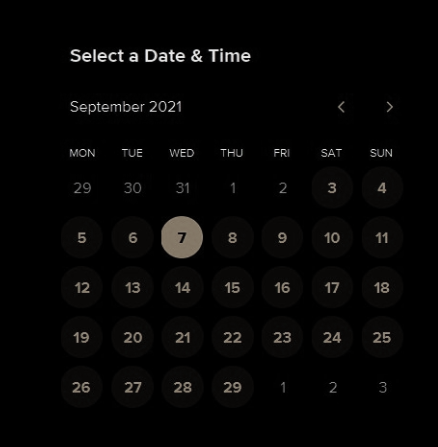 Select a Date & Time
September 2021
MON TUE WED THU FRI SAT SUN
29 30 31 1 2 3 4
5 6 7 8 9 10 11
12 13 14 15 16 17 18
19 20 21 22 23 24 25
26 27 28 29 1 2 3